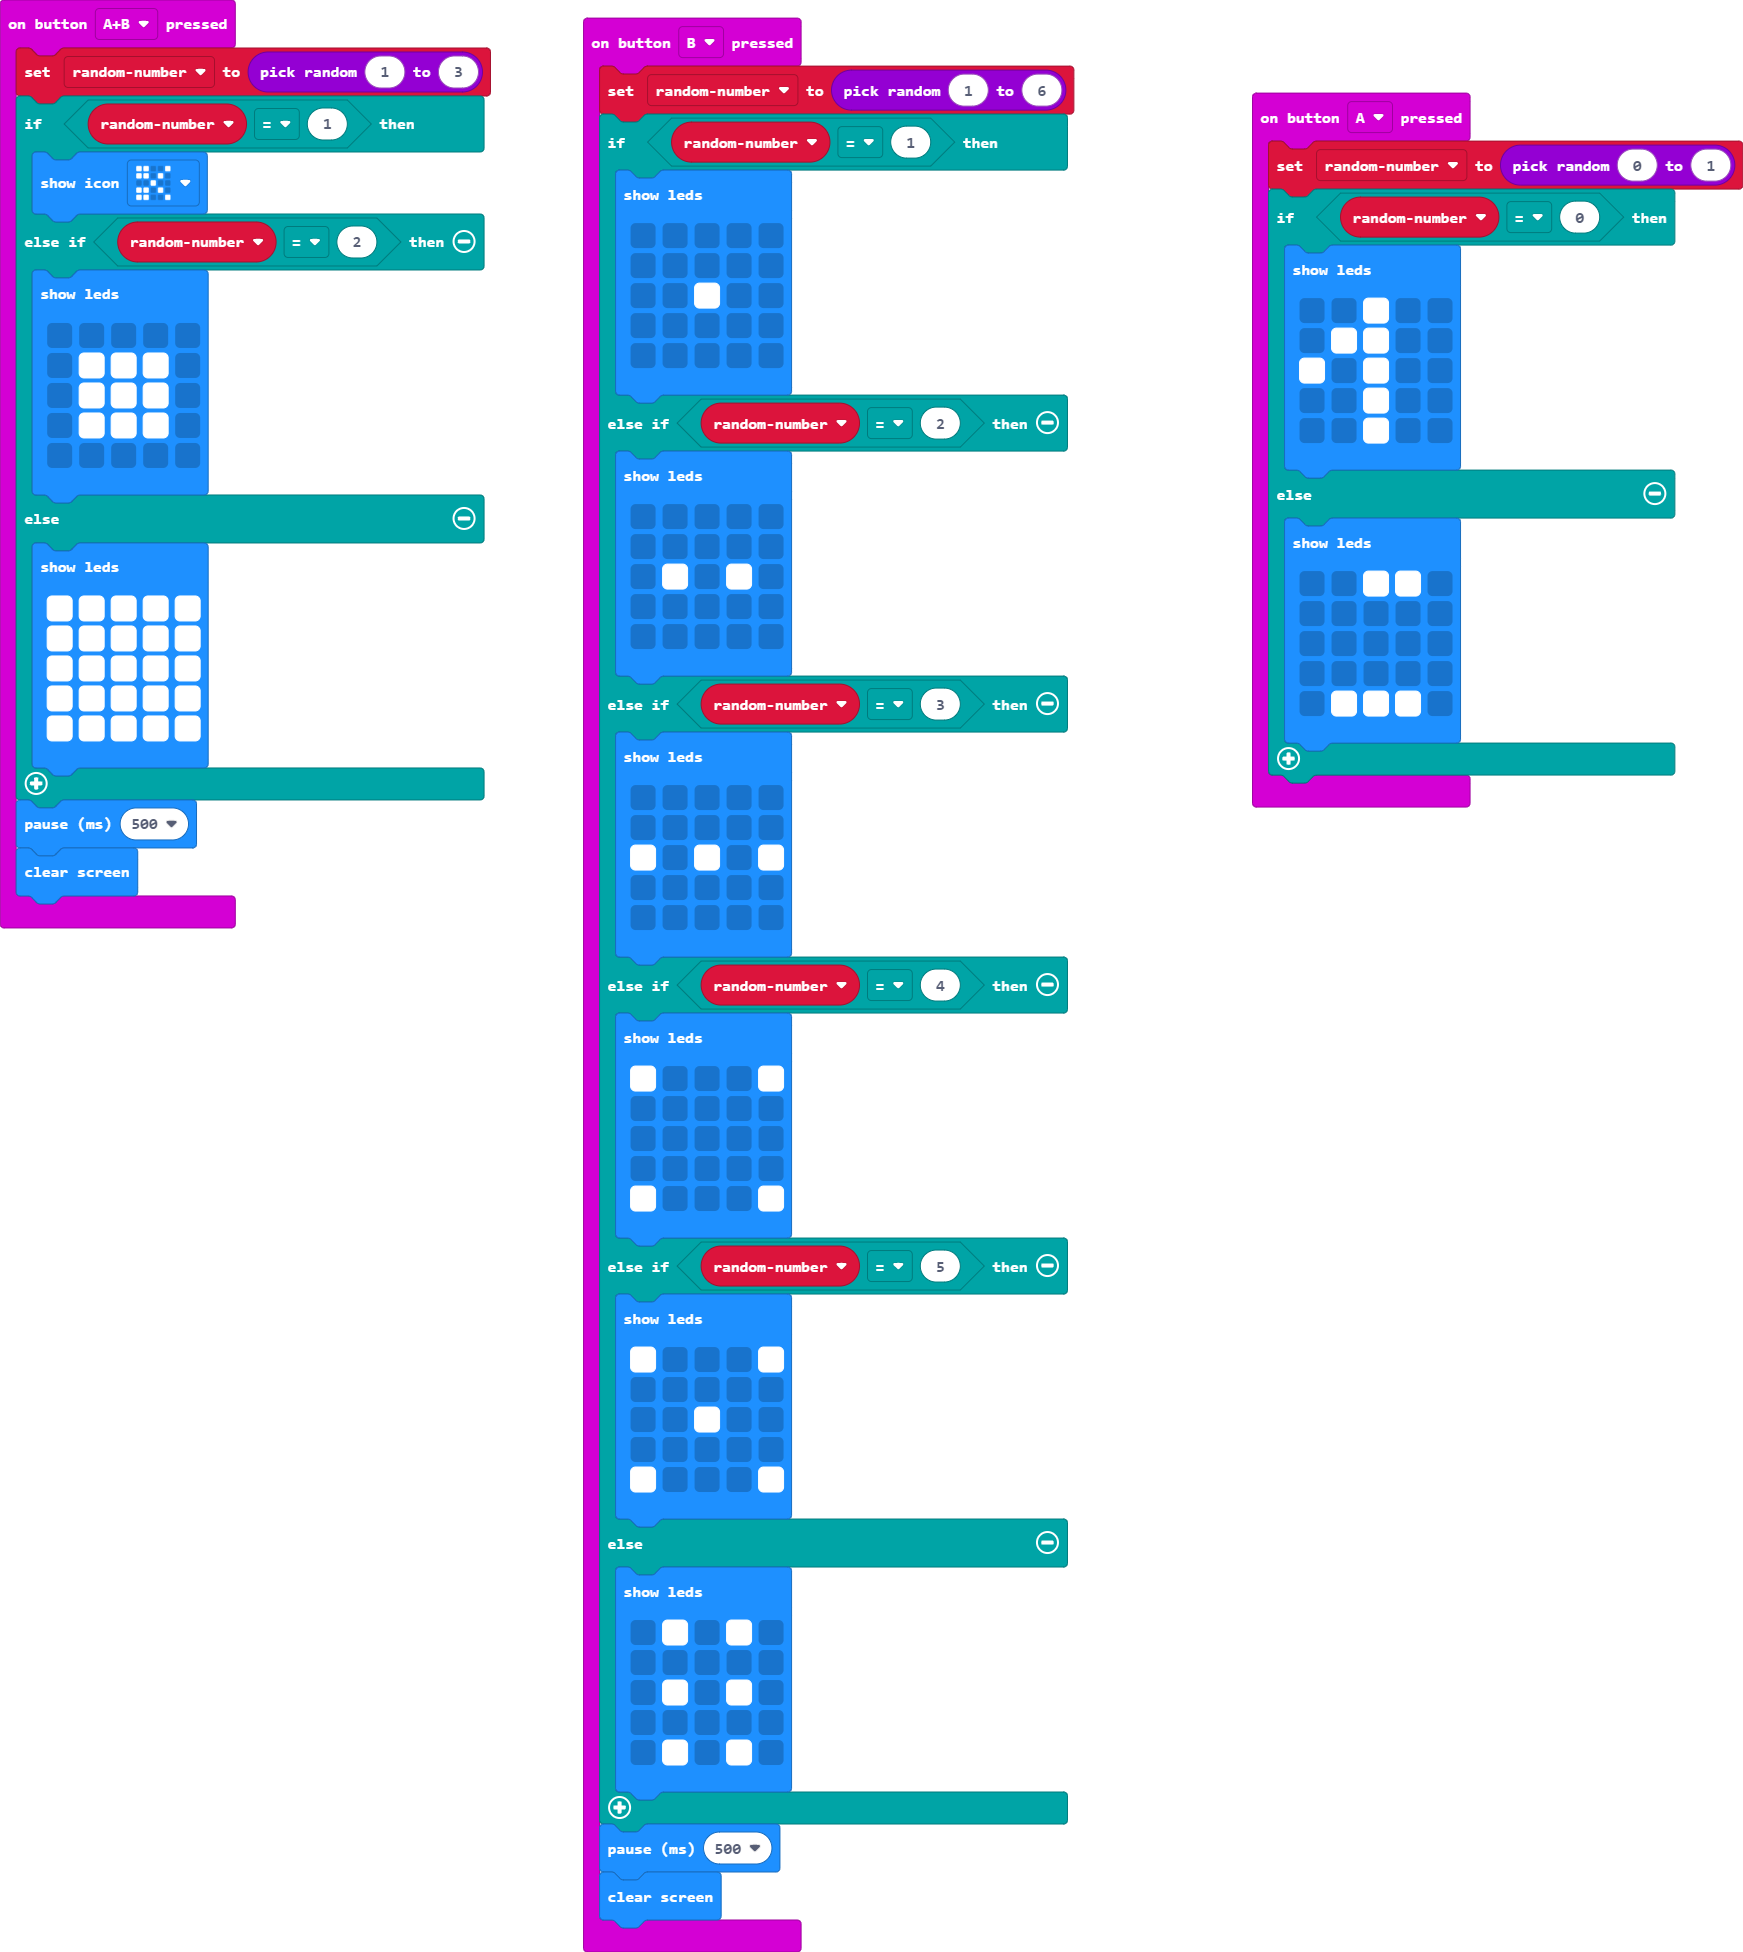 on button A+B pressed
set random-number to pick random 1 to 3
if random-number = 1 then
show icon
else if random-number = 2 then
show leds
else
show leds
pause (ms) 500
clear screen
on button B pressed
set random-number to pick random 1 to 6
if random-number = 1 then
show leds
else if random-number = 2 then
show leds
else if random-number = 3 then
show leds
else if random-number = 4 then
show leds
else if random-number = 5 then
show leds
else
show leds
pause (ms) 500
clear screen
on button A pressed
set random-number to pick random 0 to 1
if random-number = 0 then
show leds
else
show leds